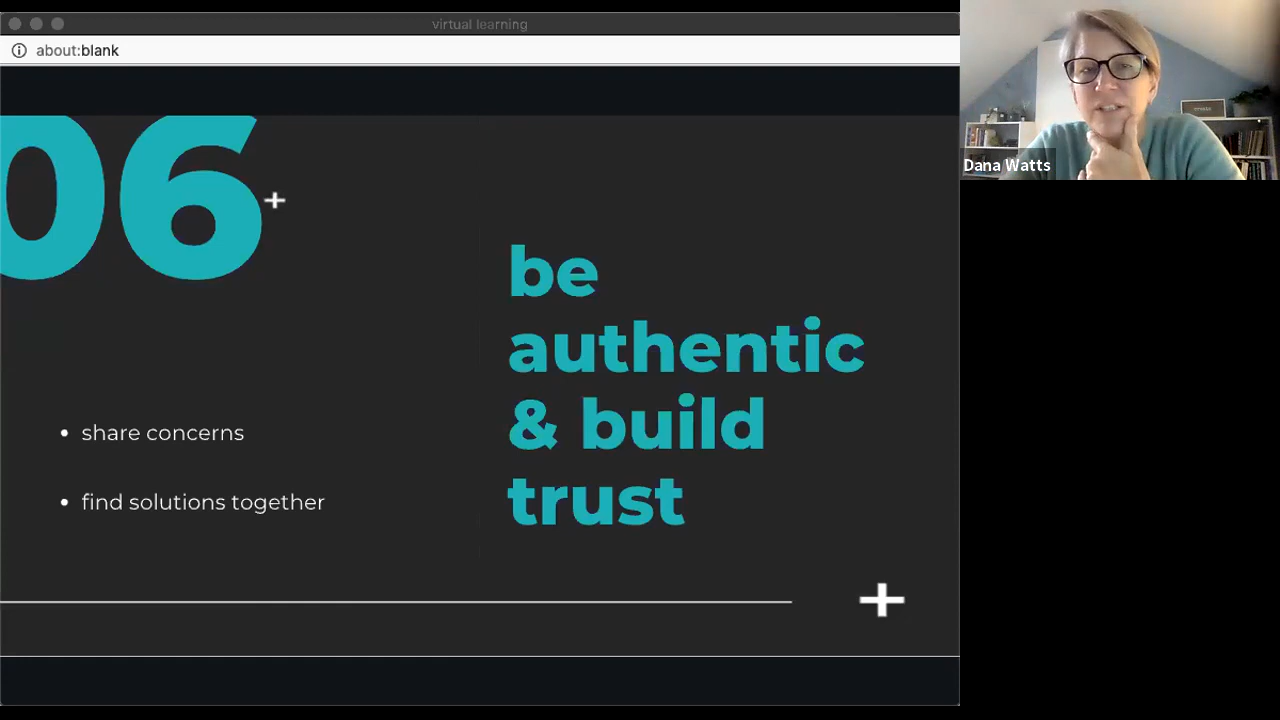 virtual learning
about:blank
06
+
be
authentic
& build
trust
• share concerns
• find solutions together
+
Dana Watts